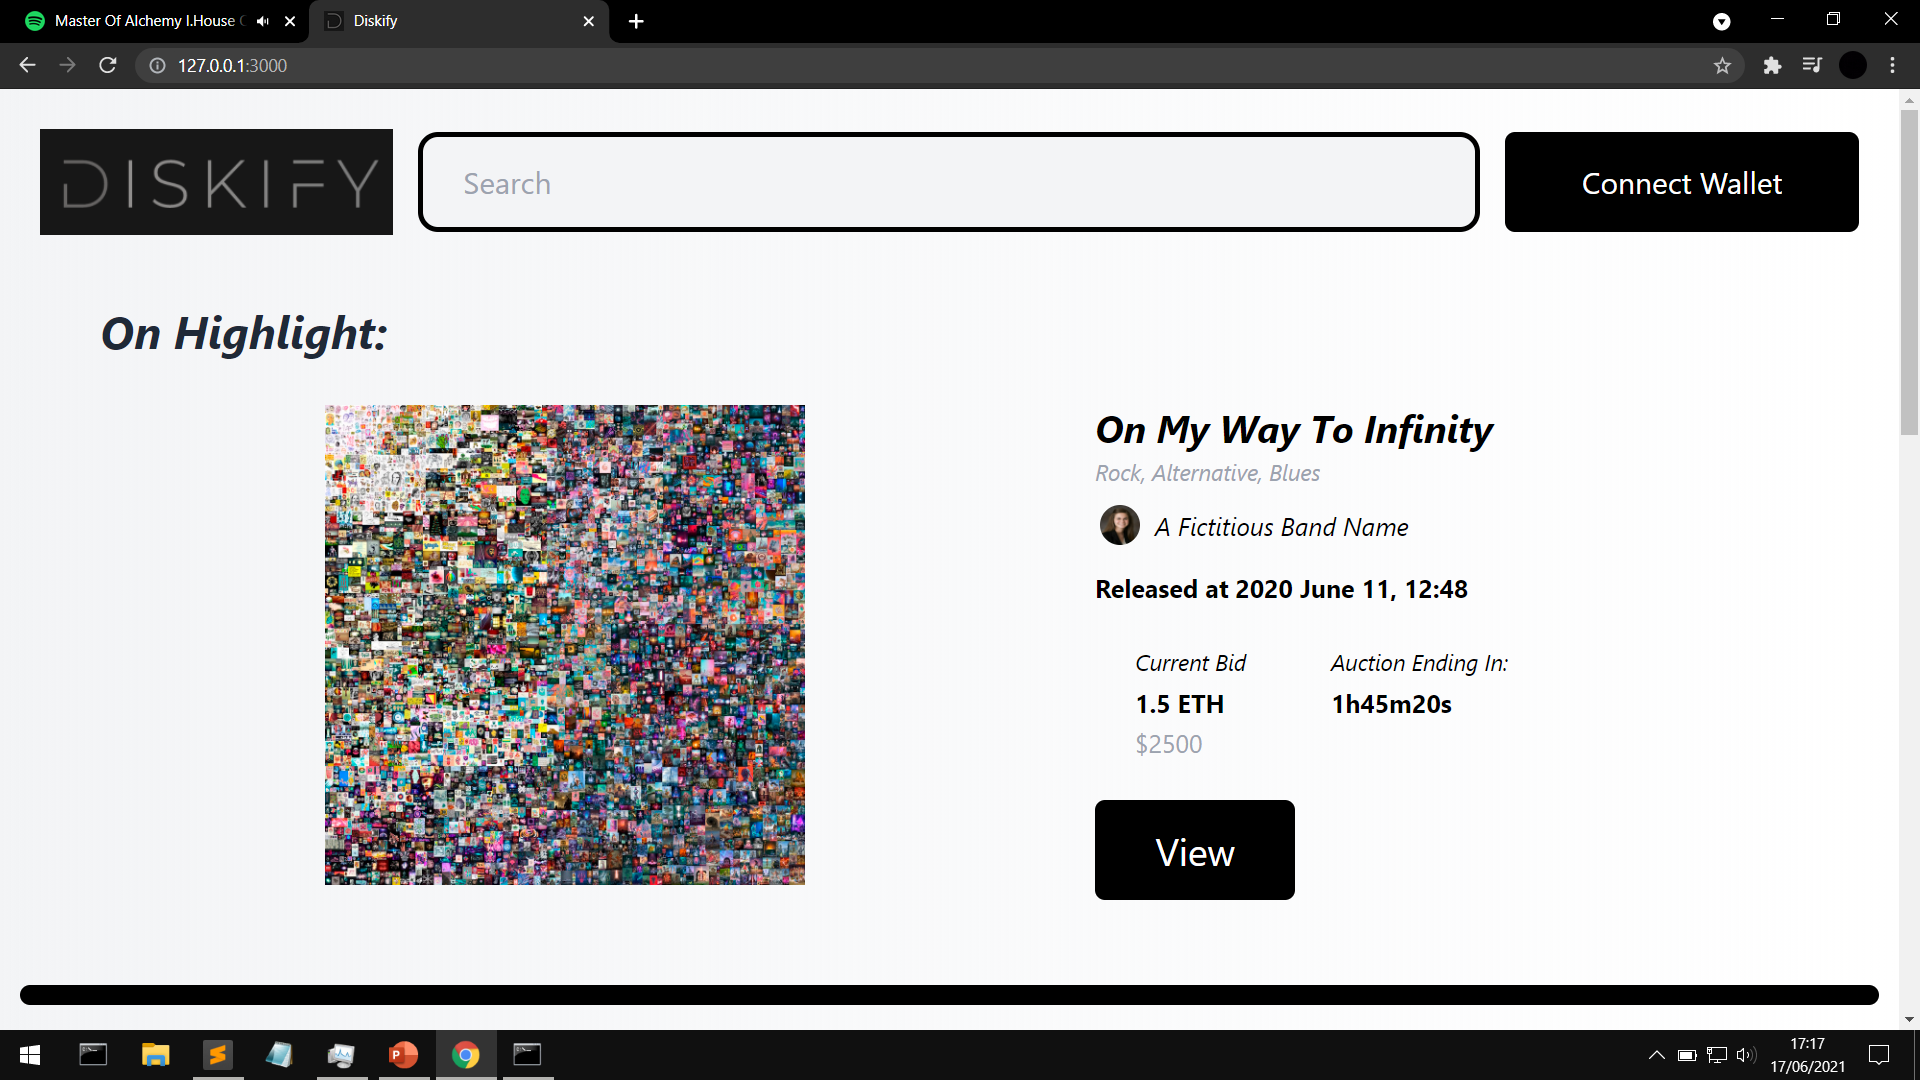 Master Of Alchemy I.House
Diskify
127.0.0.1:3000
DISKIFY
Search
Connect Wallet
On Highlight:
On My Way To Infinity
Rock, Alternative, Blues
A Fictitious Band Name
Released at 2020 June 11, 12:48
Current Bid
Auction Ending In:
1.5 ETH
1h45m20s
$2500
View
17:17
17/06/2021